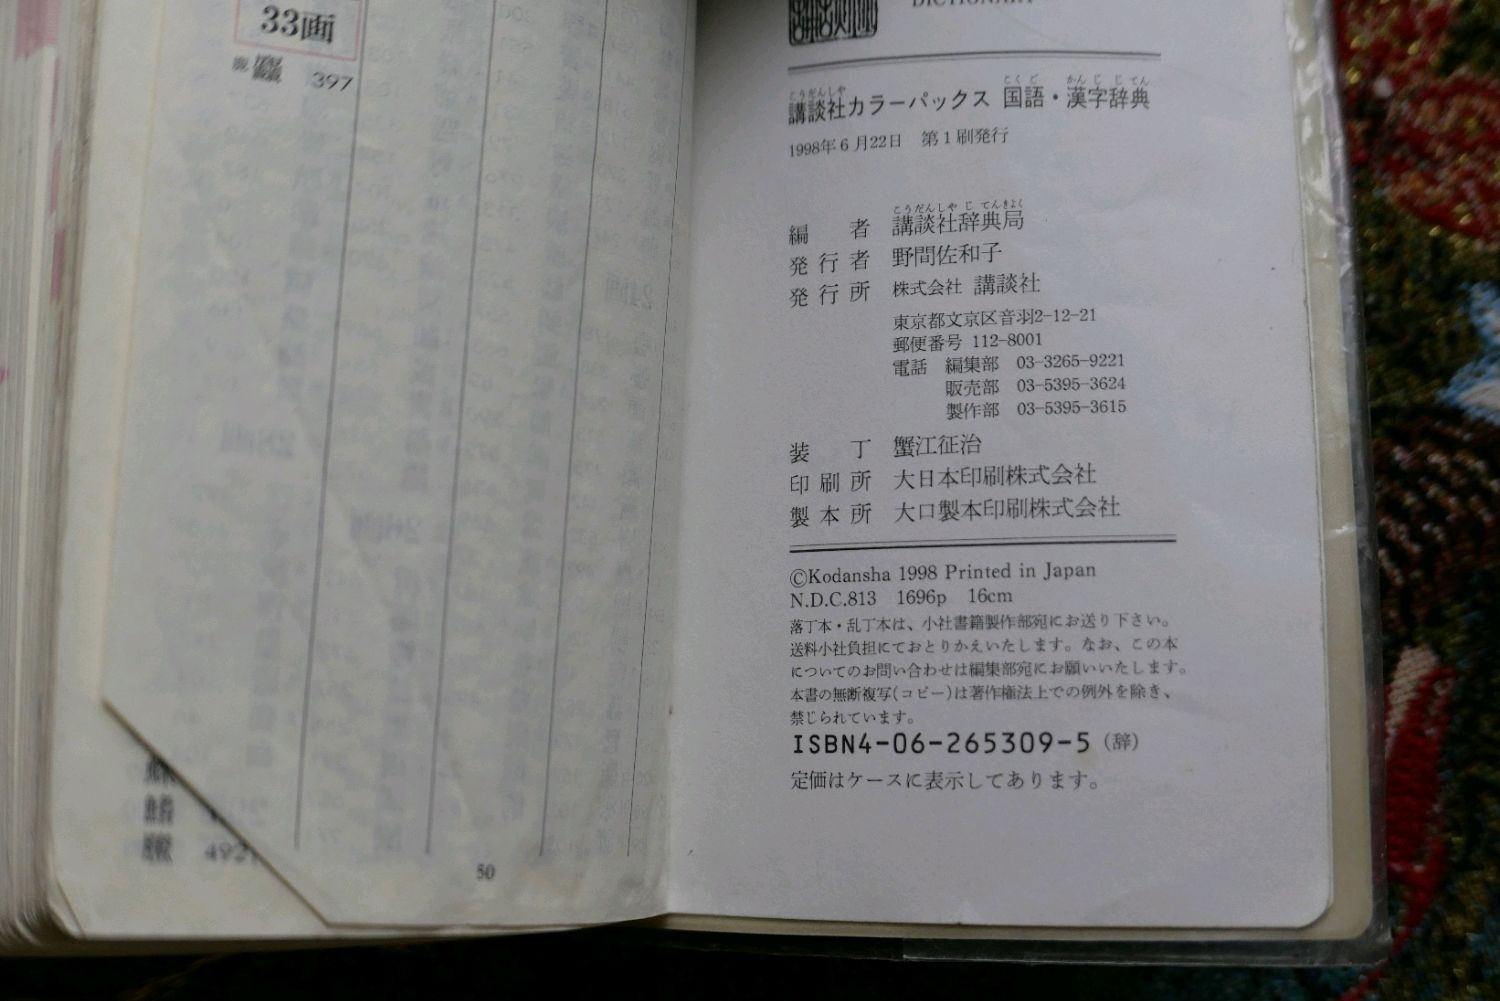 33画
397
492
50
DICTIONARY
講談社カラーパックス 国語・漢字辞典
1998年6月22日 第1刷発行
編者 講談社辞典局
発行者 野間佐和子
発行所 株式会社 講談社
東京都文京区音羽2-12-21
郵便番号 112-8001
電話 編集部 03-3265-9221
販売部 03-5395-3624
製作部 03-5395-3615
装丁 蟹江征治
印刷所 大日本印刷株式会社
製本所 大口製本印刷株式会社
©Kodansha 1998 Printed in Japan
N.D.C.813 1696p 16cm
落丁本・乱丁本は、小社書籍製作部宛にお送り下さい。
送料小社負担にておとりかえいたします。なお、この本
についてのお問い合わせは編集部宛にお願いいたします。
本書の無断複写(コピー)は著作権法上での例外を除き、
禁じられています。
ISBN4-06-265309-5 (辞)
定価はケースに表示してあります。